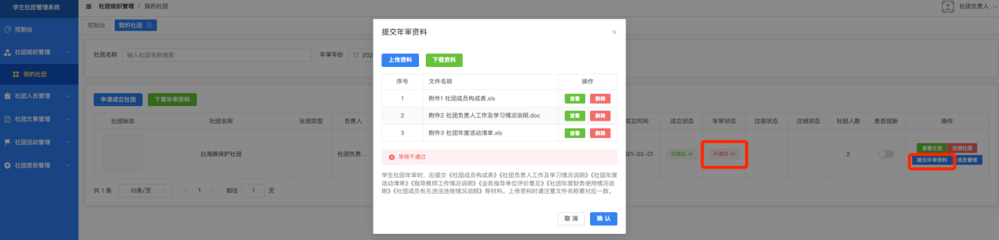 学生社团管理系统
社团组织管理 / 我的社团
社团负责人
控制台
社团组织管理
我的社团
社团人员管理
社团文章管理
社团活动管理
社团资助管理
控制台
我的社团
社团名称
输入社团名称搜索
年审年份
202
申请成立社团
下载年审资料
社团标志
社团名称
社团类型
负责人
成立时间
成立状态
年审状态
注册状态
注销状态
社团人数
是否招新
操作
白海豚保护社团
社团负责...
21-02-01
已成立
不通过
2
查看社团
注销社团
提交年审资料
成员管理
共 1 条
10条/页
1
前往
1
页
提交年审资料
上传资料
下载资料
序号
文件名称
操作
1
附件1 社团成员构成表.xls
查看
删除
2
附件2 社团负责人工作及学习情况说明.doc
查看
删除
3
附件3 社团年度活动清单.xls
查看
删除
审核不通过
学生社团年审时，应提交《社团成员构成表》《社团负责人工作及学习情况说明》《社团年度
活动清单》《指导教师工作情况说明》《业务指导单位评价意见》《社团年度财务使用情况说
明》《社团成员有无违法违规情况说明》等材料。上传资料时请注意文件名称要对应一致。
取 消
确 认